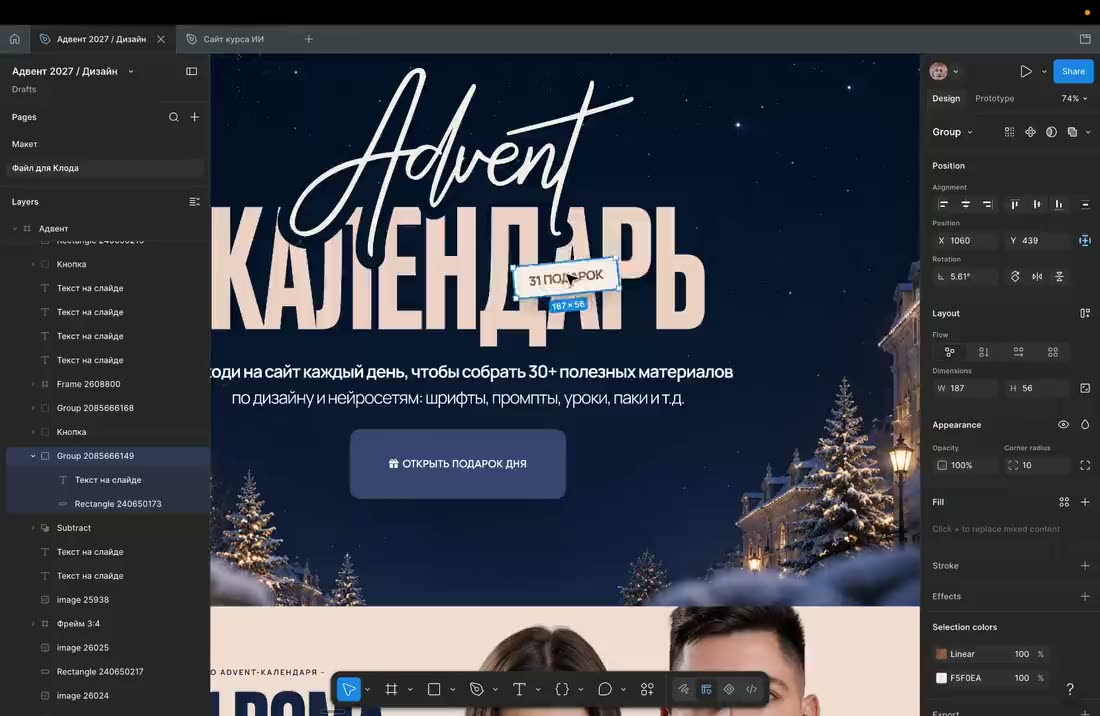 Адвент 2027 / Дизайн
Сайт курса ИИ
Адвент 2027 / Дизайн
Drafts
Pages
Макет
Файл для Клода
Layers
Адвент
Rectangle 240650215
Кнопка
Текст на слайде
Текст на слайде
Текст на слайде
Текст на слайде
Frame 2608800
Group 2085666168
Кнопка
Group 2085666149
Текст на слайде
Rectangle 240650173
Subtract
Текст на слайде
Текст на слайде
image 25938
Фрейм 3:4
image 26025
Rectangle 240650217
image 26024
Advent
КАЛЕНДАРЬ
31 ПОДАРОК
187 × 56
оди на сайт каждый день, чтобы собрать 30+ полезных материалов
по дизайну и нейросетям: шрифты, промпты, уроки, паки и т.д.
ОТКРЫТЬ ПОДАРОК ДНЯ
О ADVENT-КАЛЕНДАРЯ -
Share
Design
Prototype
74%
Group
Position
Alignment
Position
X 1060
Y 439
Rotation
5.61°
Layout
Flow
Dimensions
W 187
H 56
Appearance
Opacity
Corner radius
100%
10
Fill
Click + to replace mixed content
Stroke
Effects
Selection colors
Linear 100 %
F5F0EA 100 %
Export
?